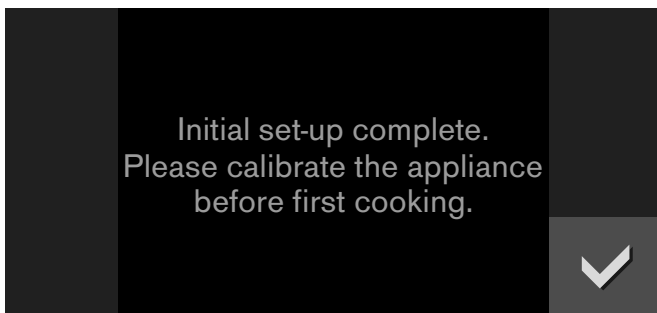 Initial set-up complete.
Please calibrate the appliance
before first cooking.